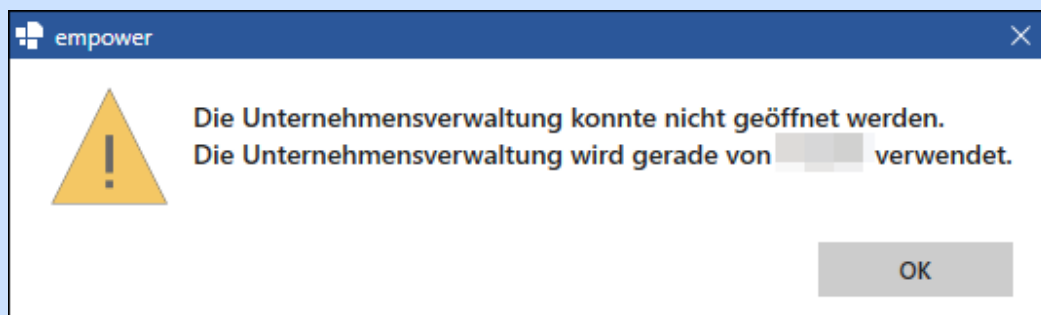 empower
Die Unternehmensverwaltung konnte nicht geöffnet werden.
Die Unternehmensverwaltung wird gerade von verwendet.
OK